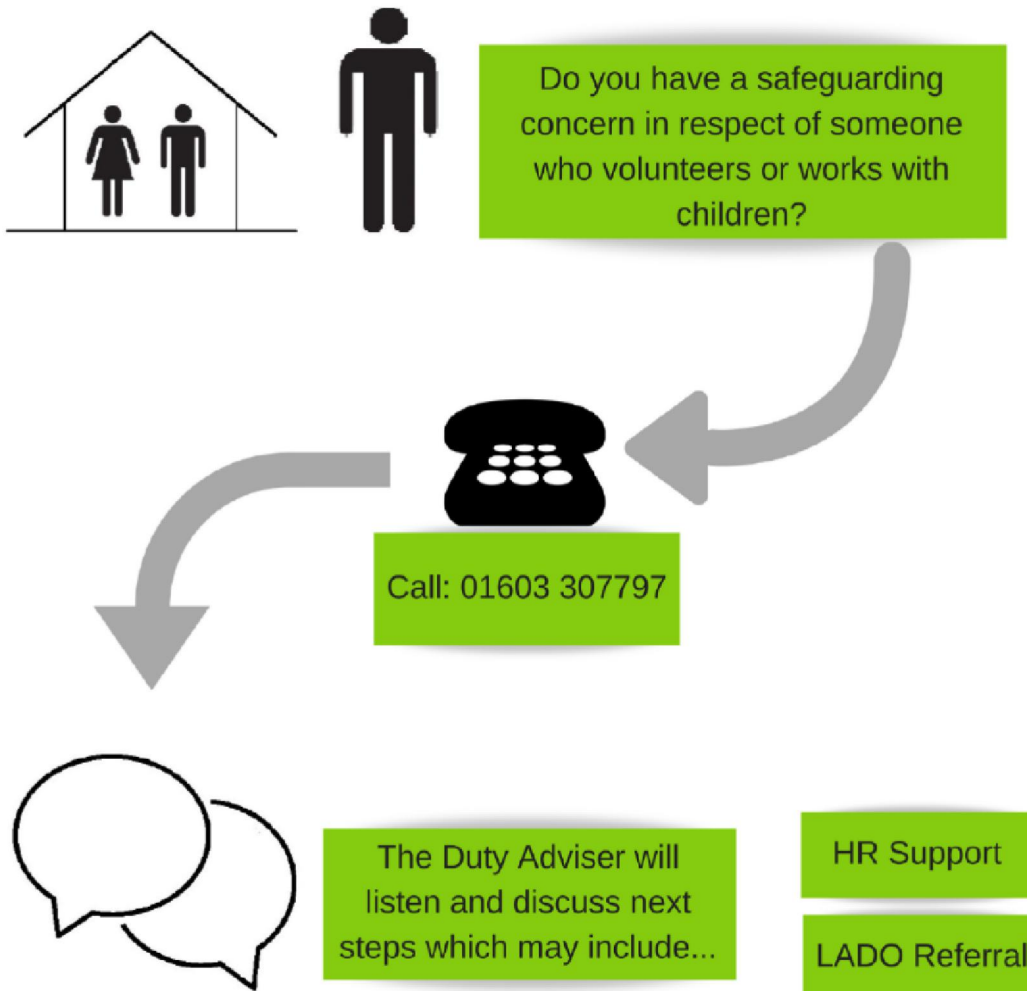 Do you have a safeguarding
concern in respect of someone
who volunteers or works with
children?
Call: 01603 307797
The Duty Adviser will
listen and discuss next
steps which may include...
HR Support
LADO Referral